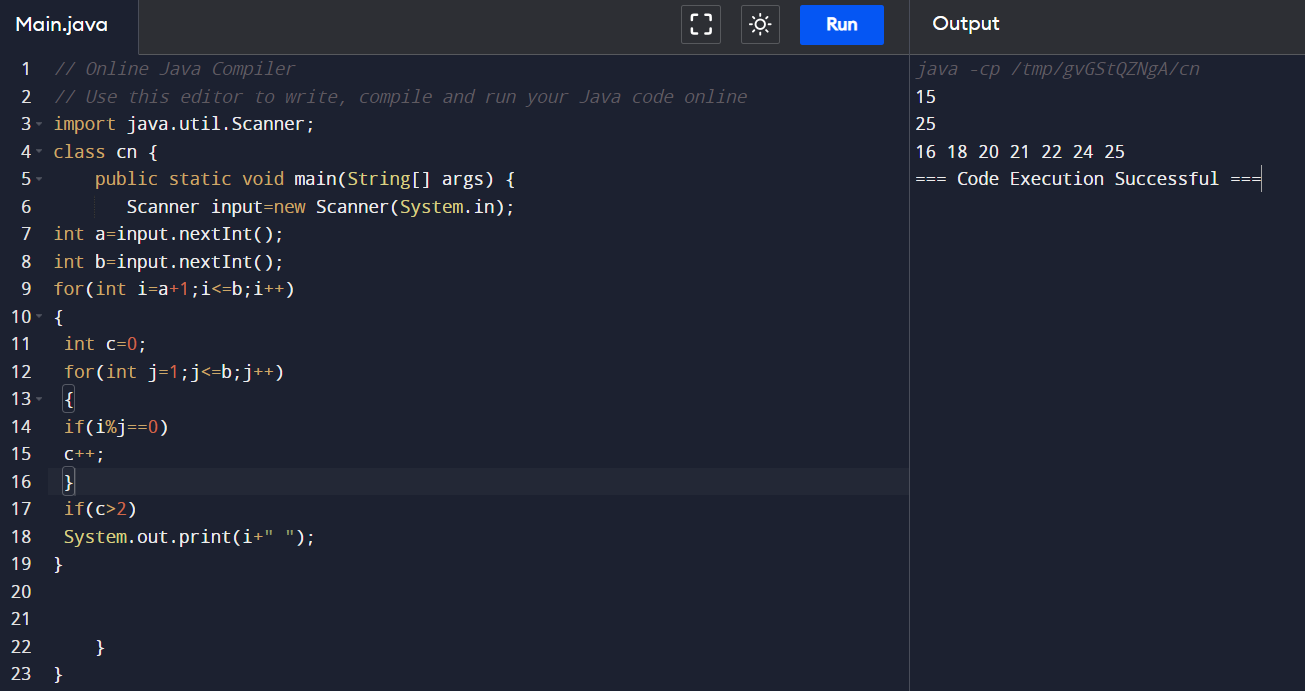 Main.java
Run
Output
1 // Online Java Compiler
2 // Use this editor to write, compile and run your Java code online
3 import java.util.Scanner;
4 class cn {
5     public static void main(String[] args) {
6        Scanner input=new Scanner(System.in);
7 int a=input.nextInt();
8 int b=input.nextInt();
9 for(int i=a+1;i<=b;i++)
10 {
11  int c=0;
12  for(int j=1;j<=b;j++)
13  {
14  if(i%j==0)
15  c++;
16  }
17  if(c>2)
18  System.out.print(i+" ");
19 }
20
21
22     }
23 }
java -cp /tmp/gvGStQZNgA/cn
15
25
16 18 20 21 22 24 25
=== Code Execution Successful ===